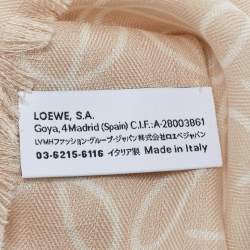 LOEWE, S.A.
Goya, 4 Madrid (Spain) C.I.F.: A-28003861
LVMHファッション・グループ・ジャパン株式会社ロエベジャパン
03-6215-6116 イタリア製 Made in Italy